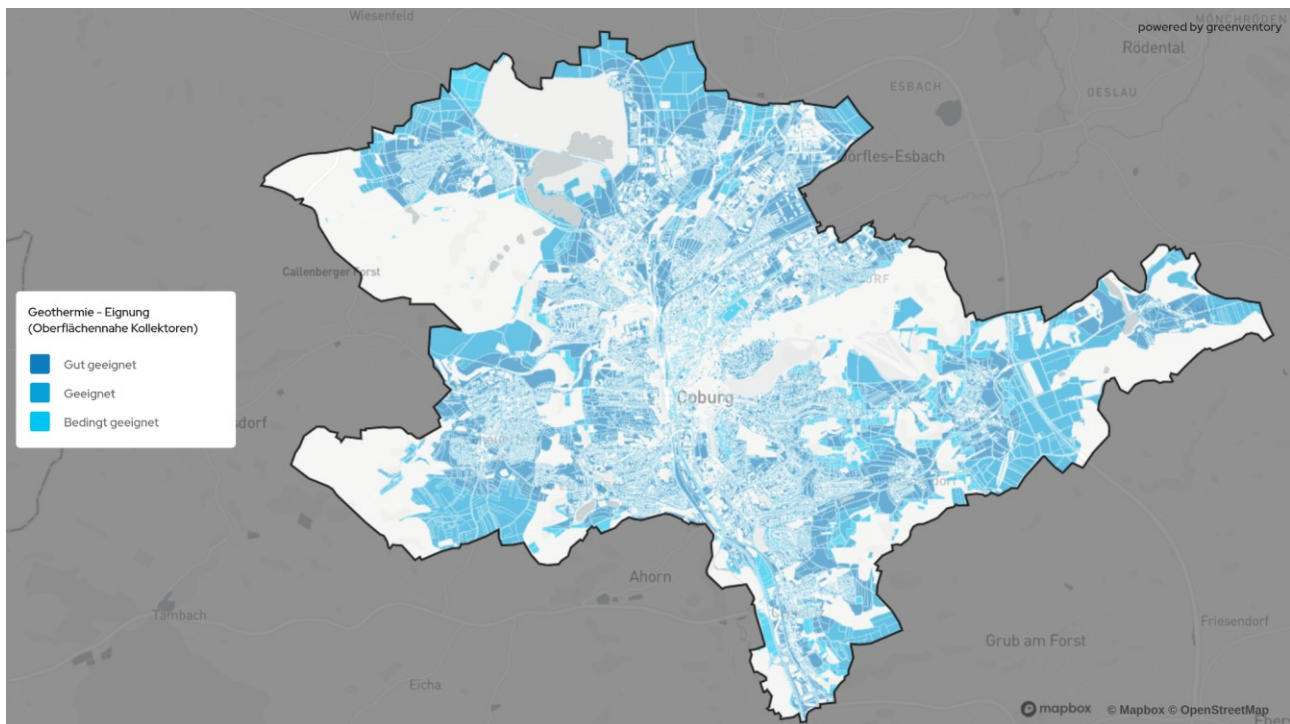 Wiesenfeld
MÖNCHRÖDEN
powered by greenventory
Rödental
ESBACH
OESLAU
Dörfles-Esbach
Callenberger Forst
Geothermie - Eignung
(Oberflächennahe Kollektoren)
Gut geeignet
Geeignet
Bedingt geeignet
Coburg
Ahorn
Tambach
Grub am Forst
Friesendorf
Eicha
mapbox
© Mapbox © OpenStreetMap